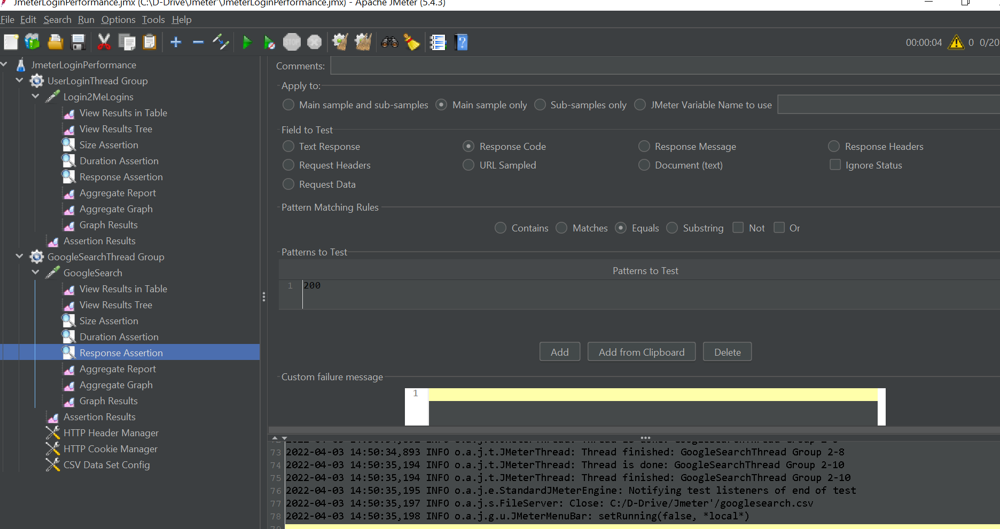 JmeterLoginPerformance.jmx (C:\D-Drive\Jmeter'\JmeterLoginPerformance.jmx) - Apache JMeter (5.4.3)
File Edit Search Run Options Tools Help
STOP
00:00:04 0 0/20
JmeterLoginPerformance
UserLoginThread Group
Login2MeLogins
View Results in Table
View Results Tree
Size Assertion
Duration Assertion
Response Assertion
Aggregate Report
Aggregate Graph
Graph Results
Assertion Results
GoogleSearchThread Group
GoogleSearch
View Results in Table
View Results Tree
Size Assertion
Duration Assertion
Response Assertion
Aggregate Report
Aggregate Graph
Graph Results
Assertion Results
HTTP Header Manager
HTTP Cookie Manager
CSV Data Set Config
Comments:
Apply to:
Main sample and sub-samples Main sample only Sub-samples only JMeter Variable Name to use
Field to Test
Text Response Response Code Response Message Response Headers
Request Headers URL Sampled Document (text) Ignore Status
Request Data
Pattern Matching Rules
Contains Matches Equals Substring Not Or
Patterns to Test
Patterns to Test
1 200
Add Add from Clipboard Delete
Custom failure message
1
73 2022-04-03 14:50:34,893 INFO o.a.j.t.JMeterThread: Thread finished: GoogleSearchThread Group 2-8
74 2022-04-03 14:50:35,194 INFO o.a.j.t.JMeterThread: Thread is done: GoogleSearchThread Group 2-10
75 2022-04-03 14:50:35,194 INFO o.a.j.t.JMeterThread: Thread finished: GoogleSearchThread Group 2-10
76 2022-04-03 14:50:35,195 INFO o.a.j.e.StandardJMeterEngine: Notifying test listeners of end of test
77 2022-04-03 14:50:35,197 INFO o.a.j.s.FileServer: Close: C:/D-Drive/Jmeter'/googlesearch.csv
78 2022-04-03 14:50:35,198 INFO o.a.j.g.u.JMeterMenuBar: setRunning(false, *local*)